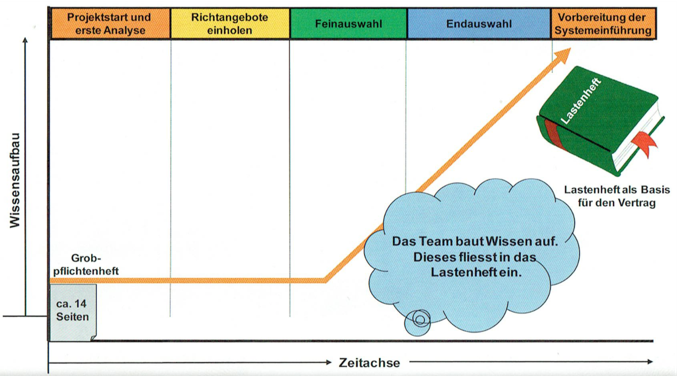 Projektstart und
erste Analyse
Richtangebote
einholen
Feinauswahl
Endauswahl
Vorbereitung der
Systemeinführung
Wissensaufbau
Lastenheft
Lastenheft als Basis
für den Vertrag
Das Team baut Wissen auf.
Dieses fliesst in das
Lastenheft ein.
Grob-
pflichtenheft
ca. 14
Seiten
Zeitachse